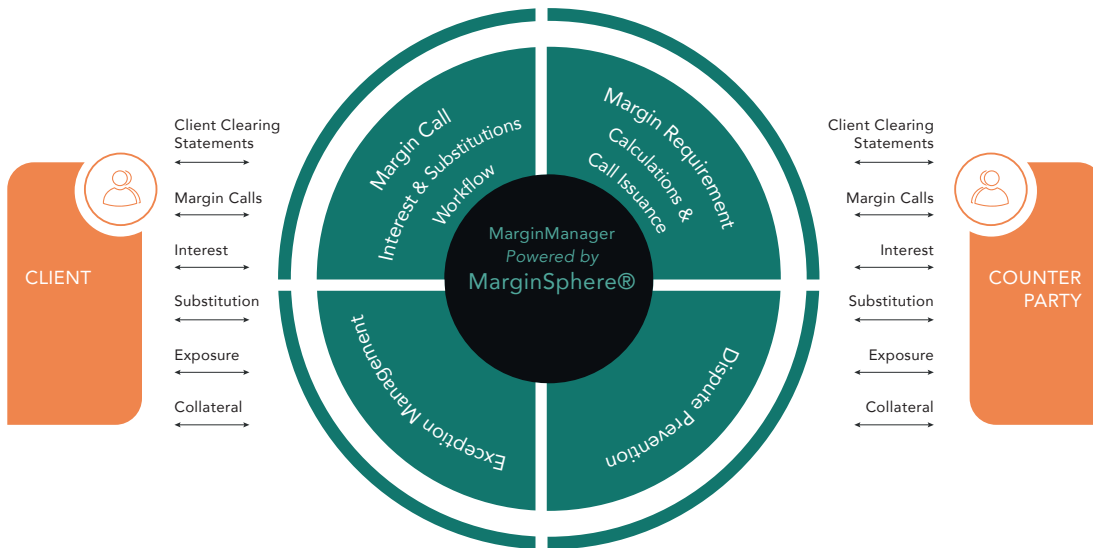 CLIENT
Client Clearing
Statements
Margin Calls
Interest
Substitution
Exposure
Collateral
Margin Call
Interest & Substitutions
Workflow
Margin Requirement
Calculations &
Call Issuance
MarginManager
Powered by
MarginSphere®
Exception Management
Dispute Prevention
Client Clearing
Statements
Margin Calls
Interest
Substitution
Exposure
Collateral
COUNTER
PARTY